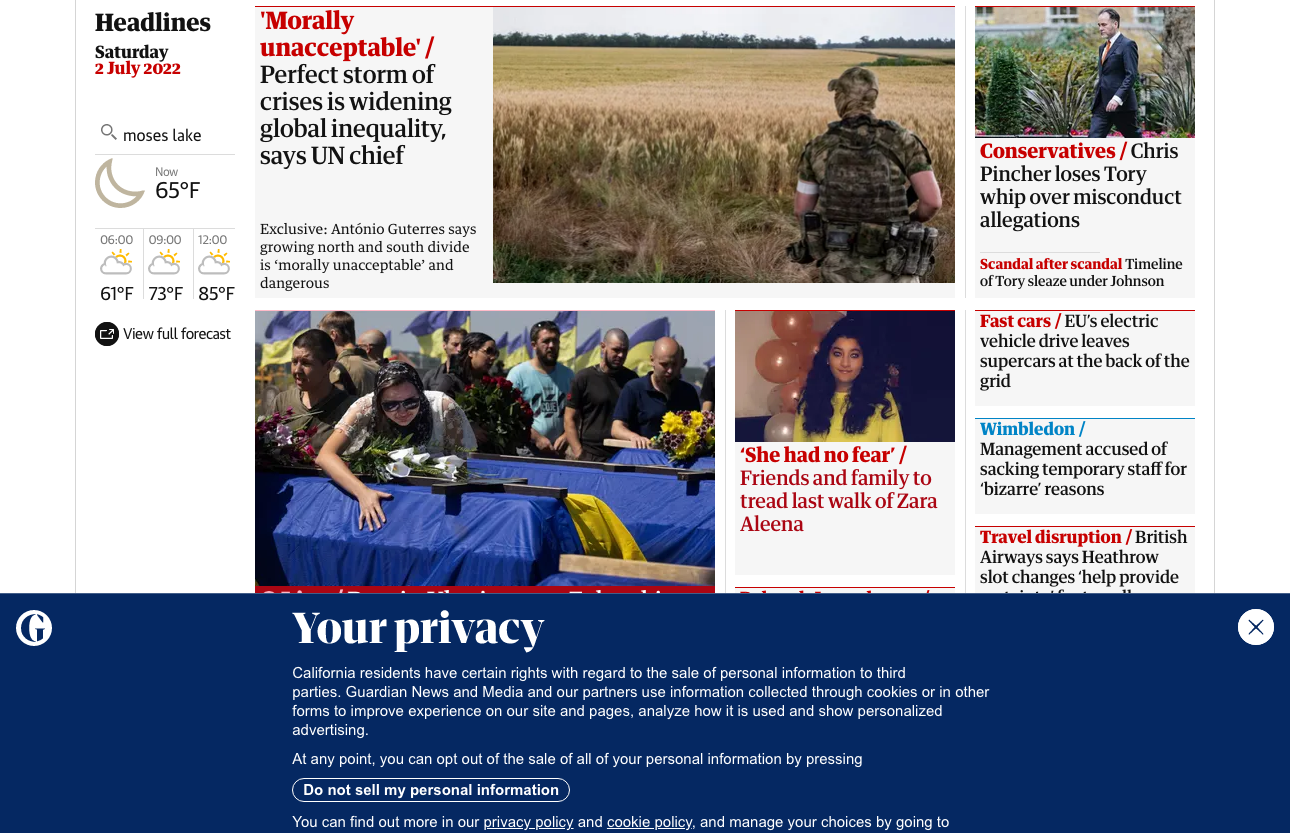 Headlines
Saturday
2 July 2022
moses lake
Now
65°F
06:00 09:00 12:00
61°F 73°F 85°F
View full forecast
'Morally
unacceptable' /
Perfect storm of
crises is widening
global inequality,
says UN chief
Exclusive: António Guterres says
growing north and south divide
is ‘morally unacceptable’ and
dangerous
Conservatives / Chris
Pincher loses Tory
whip over misconduct
allegations
Scandal after scandal Timeline
of Tory sleaze under Johnson
‘She had no fear’ /
Friends and family to
tread last walk of Zara
Aleena
Fast cars / EU’s electric
vehicle drive leaves
supercars at the back of the
grid
Wimbledon /
Management accused of
sacking temporary staff for
‘bizarre’ reasons
Travel disruption / British
Airways says Heathrow
slot changes ‘help provide
Your privacy
California residents have certain rights with regard to the sale of personal information to third
parties. Guardian News and Media and our partners use information collected through cookies or in other
forms to improve experience on our site and pages, analyze how it is used and show personalized
advertising.
At any point, you can opt out of the sale of all of your personal information by pressing
Do not sell my personal information
You can find out more in our privacy policy and cookie policy, and manage your choices by going to